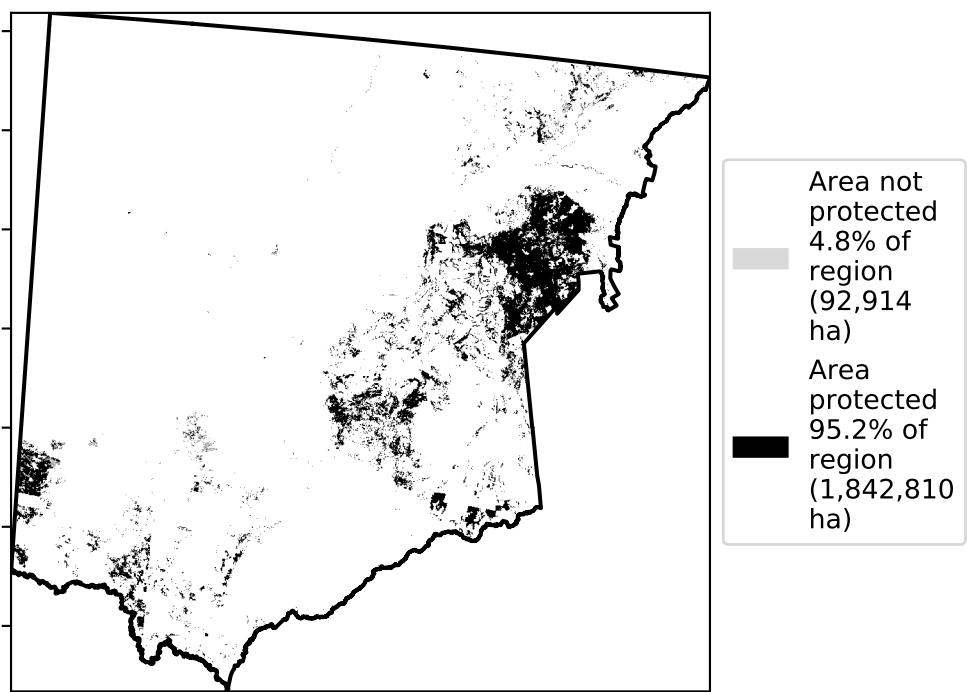 Area not
protected
4.8% of
region
(92,914
ha)
Area
protected
95.2% of
region
(1,842,810
ha)